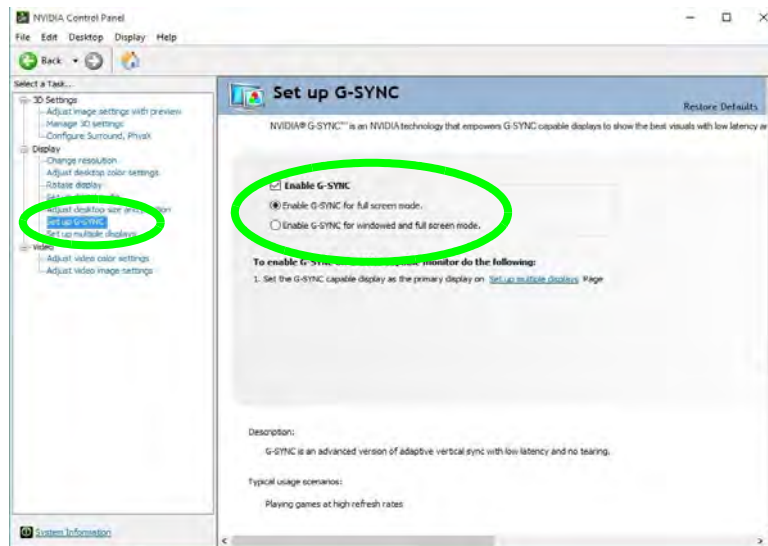 NVIDIA Control Panel
File Edit Desktop Display Help
Back
Select a Task...
3D Settings
Adjust image settings with preview
Manage 3D settings
Configure Surround, PhysX
Display
Change resolution
Adjust desktop color settings
Rotate display
Adjust desktop size and position
Set up G-SYNC
Set up multiple displays
Video
Adjust video color settings
Adjust video image settings
System Information
Set up G-SYNC
Restore Defaults
NVIDIA® G-SYNC™ is an NVIDIA technology that empowers G-SYNC capable displays to show the best visuals with low latency ar
Enable G-SYNC
Enable G-SYNC for full screen mode.
Enable G-SYNC for windowed and full screen mode.
To enable G-SYNC monitor do the following:
1. Set the G-SYNC capable display as the primary display on Set up multiple displays Page
Description:
G-SYNC is an advanced version of adaptive vertical sync with low latency and no tearing.
Typical usage scenarios:
Playing games at high refresh rates